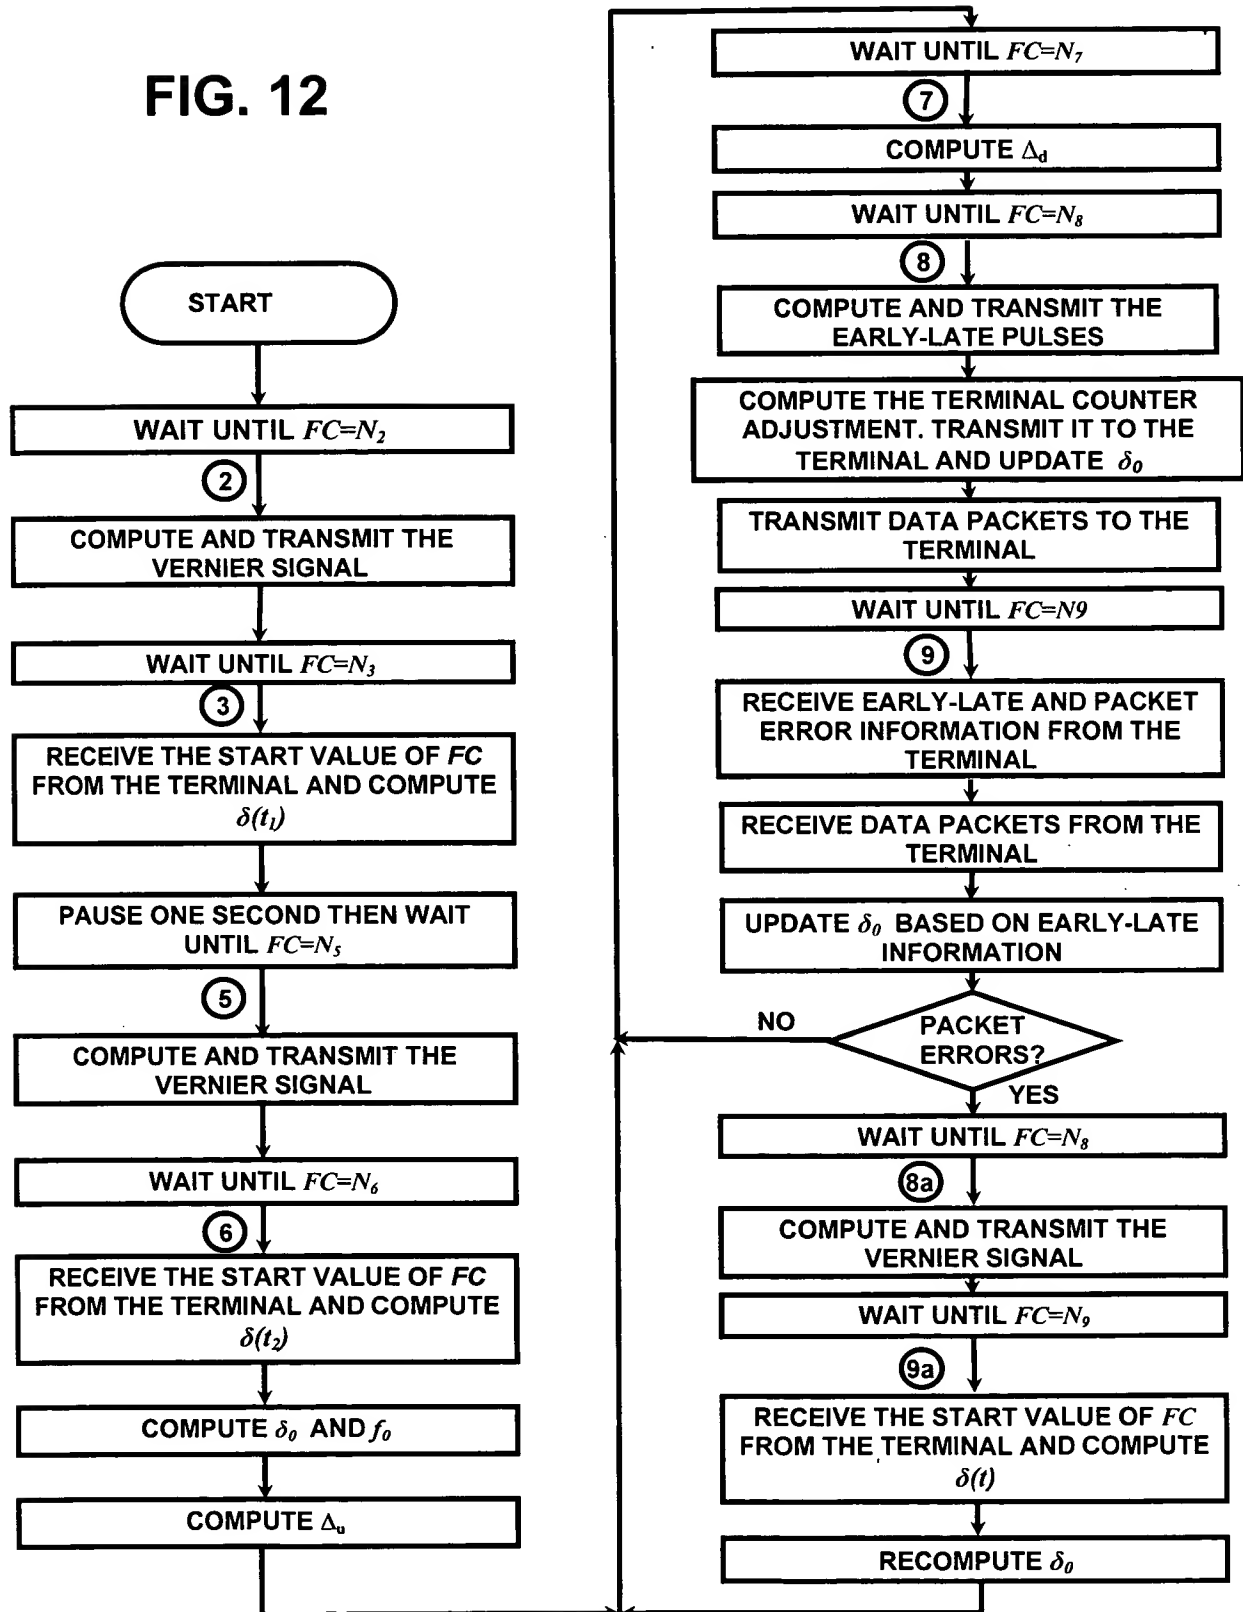 FIG. 12
START
WAIT UNTIL FC=N₂
2
COMPUTE AND TRANSMIT THE
VERNIER SIGNAL
WAIT UNTIL FC=N₃
3
RECEIVE THE START VALUE OF FC
FROM THE TERMINAL AND COMPUTE
δ(t₁)
PAUSE ONE SECOND THEN WAIT
UNTIL FC=N₅
5
COMPUTE AND TRANSMIT THE
VERNIER SIGNAL
WAIT UNTIL FC=N₆
6
RECEIVE THE START VALUE OF FC
FROM THE TERMINAL AND COMPUTE
δ(t₂)
COMPUTE δ₀ AND f₀
COMPUTE Δᵤ
WAIT UNTIL FC=N₇
7
COMPUTE Δd
WAIT UNTIL FC=N₈
8
COMPUTE AND TRANSMIT THE
EARLY-LATE PULSES
COMPUTE THE TERMINAL COUNTER
ADJUSTMENT. TRANSMIT IT TO THE
TERMINAL AND UPDATE δ₀
TRANSMIT DATA PACKETS TO THE
TERMINAL
WAIT UNTIL FC=N9
9
RECEIVE EARLY-LATE AND PACKET
ERROR INFORMATION FROM THE
TERMINAL
RECEIVE DATA PACKETS FROM THE
TERMINAL
UPDATE δ₀ BASED ON EARLY-LATE
INFORMATION
PACKET
ERRORS?
NO
YES
WAIT UNTIL FC=N₈
8a
COMPUTE AND TRANSMIT THE
VERNIER SIGNAL
WAIT UNTIL FC=N₉
9a
RECEIVE THE START VALUE OF FC
FROM THE TERMINAL AND COMPUTE
δ(t)
RECOMPUTE δ₀